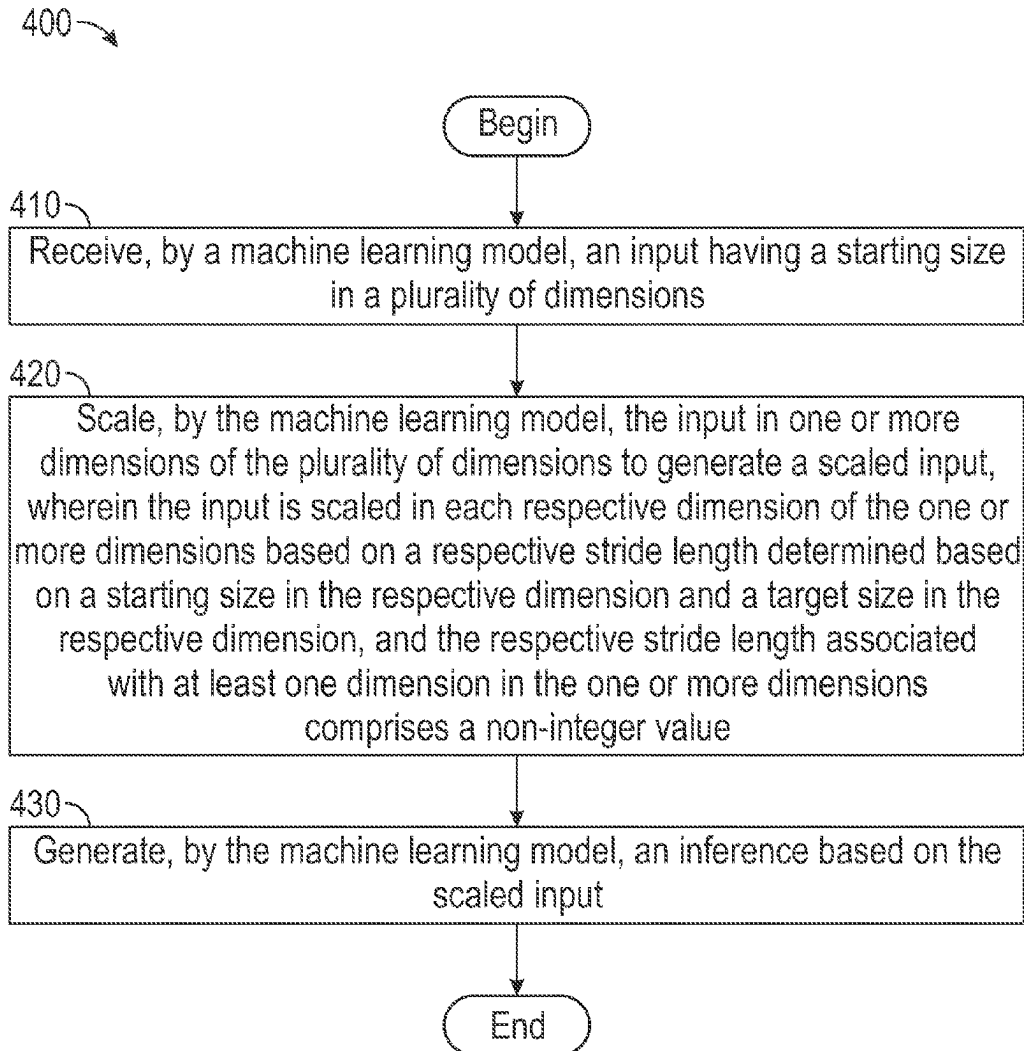 400
Begin
410
Receive, by a machine learning model, an input having a starting size
in a plurality of dimensions
420
Scale, by the machine learning model, the input in one or more
dimensions of the plurality of dimensions to generate a scaled input,
wherein the input is scaled in each respective dimension of the one or
more dimensions based on a respective stride length determined based
on a starting size in the respective dimension and a target size in the
respective dimension, and the respective stride length associated
with at least one dimension in the one or more dimensions
comprises a non-integer value
430
Generate, by the machine learning model, an inference based on the
scaled input
End